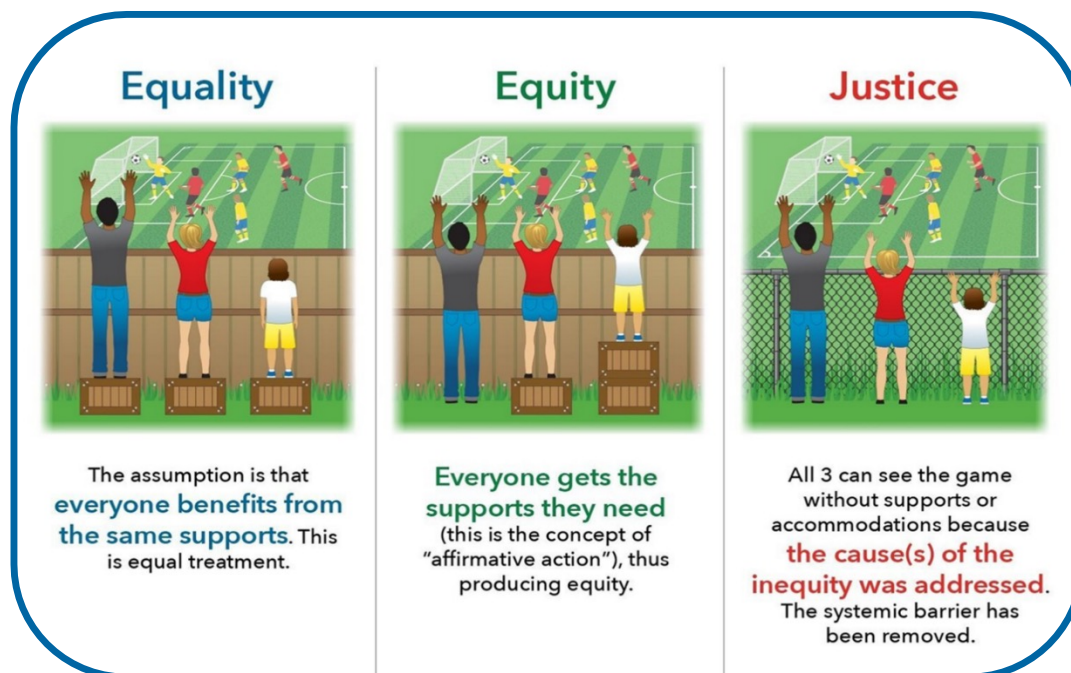 Equality
The assumption is that
everyone benefits from
the same supports. This
is equal treatment.
Equity
Everyone gets the
supports they need
(this is the concept of
“affirmative action”), thus
producing equity.
Justice
All 3 can see the game
without supports or
accommodations because
the cause(s) of the
inequity was addressed.
The systemic barrier has
been removed.